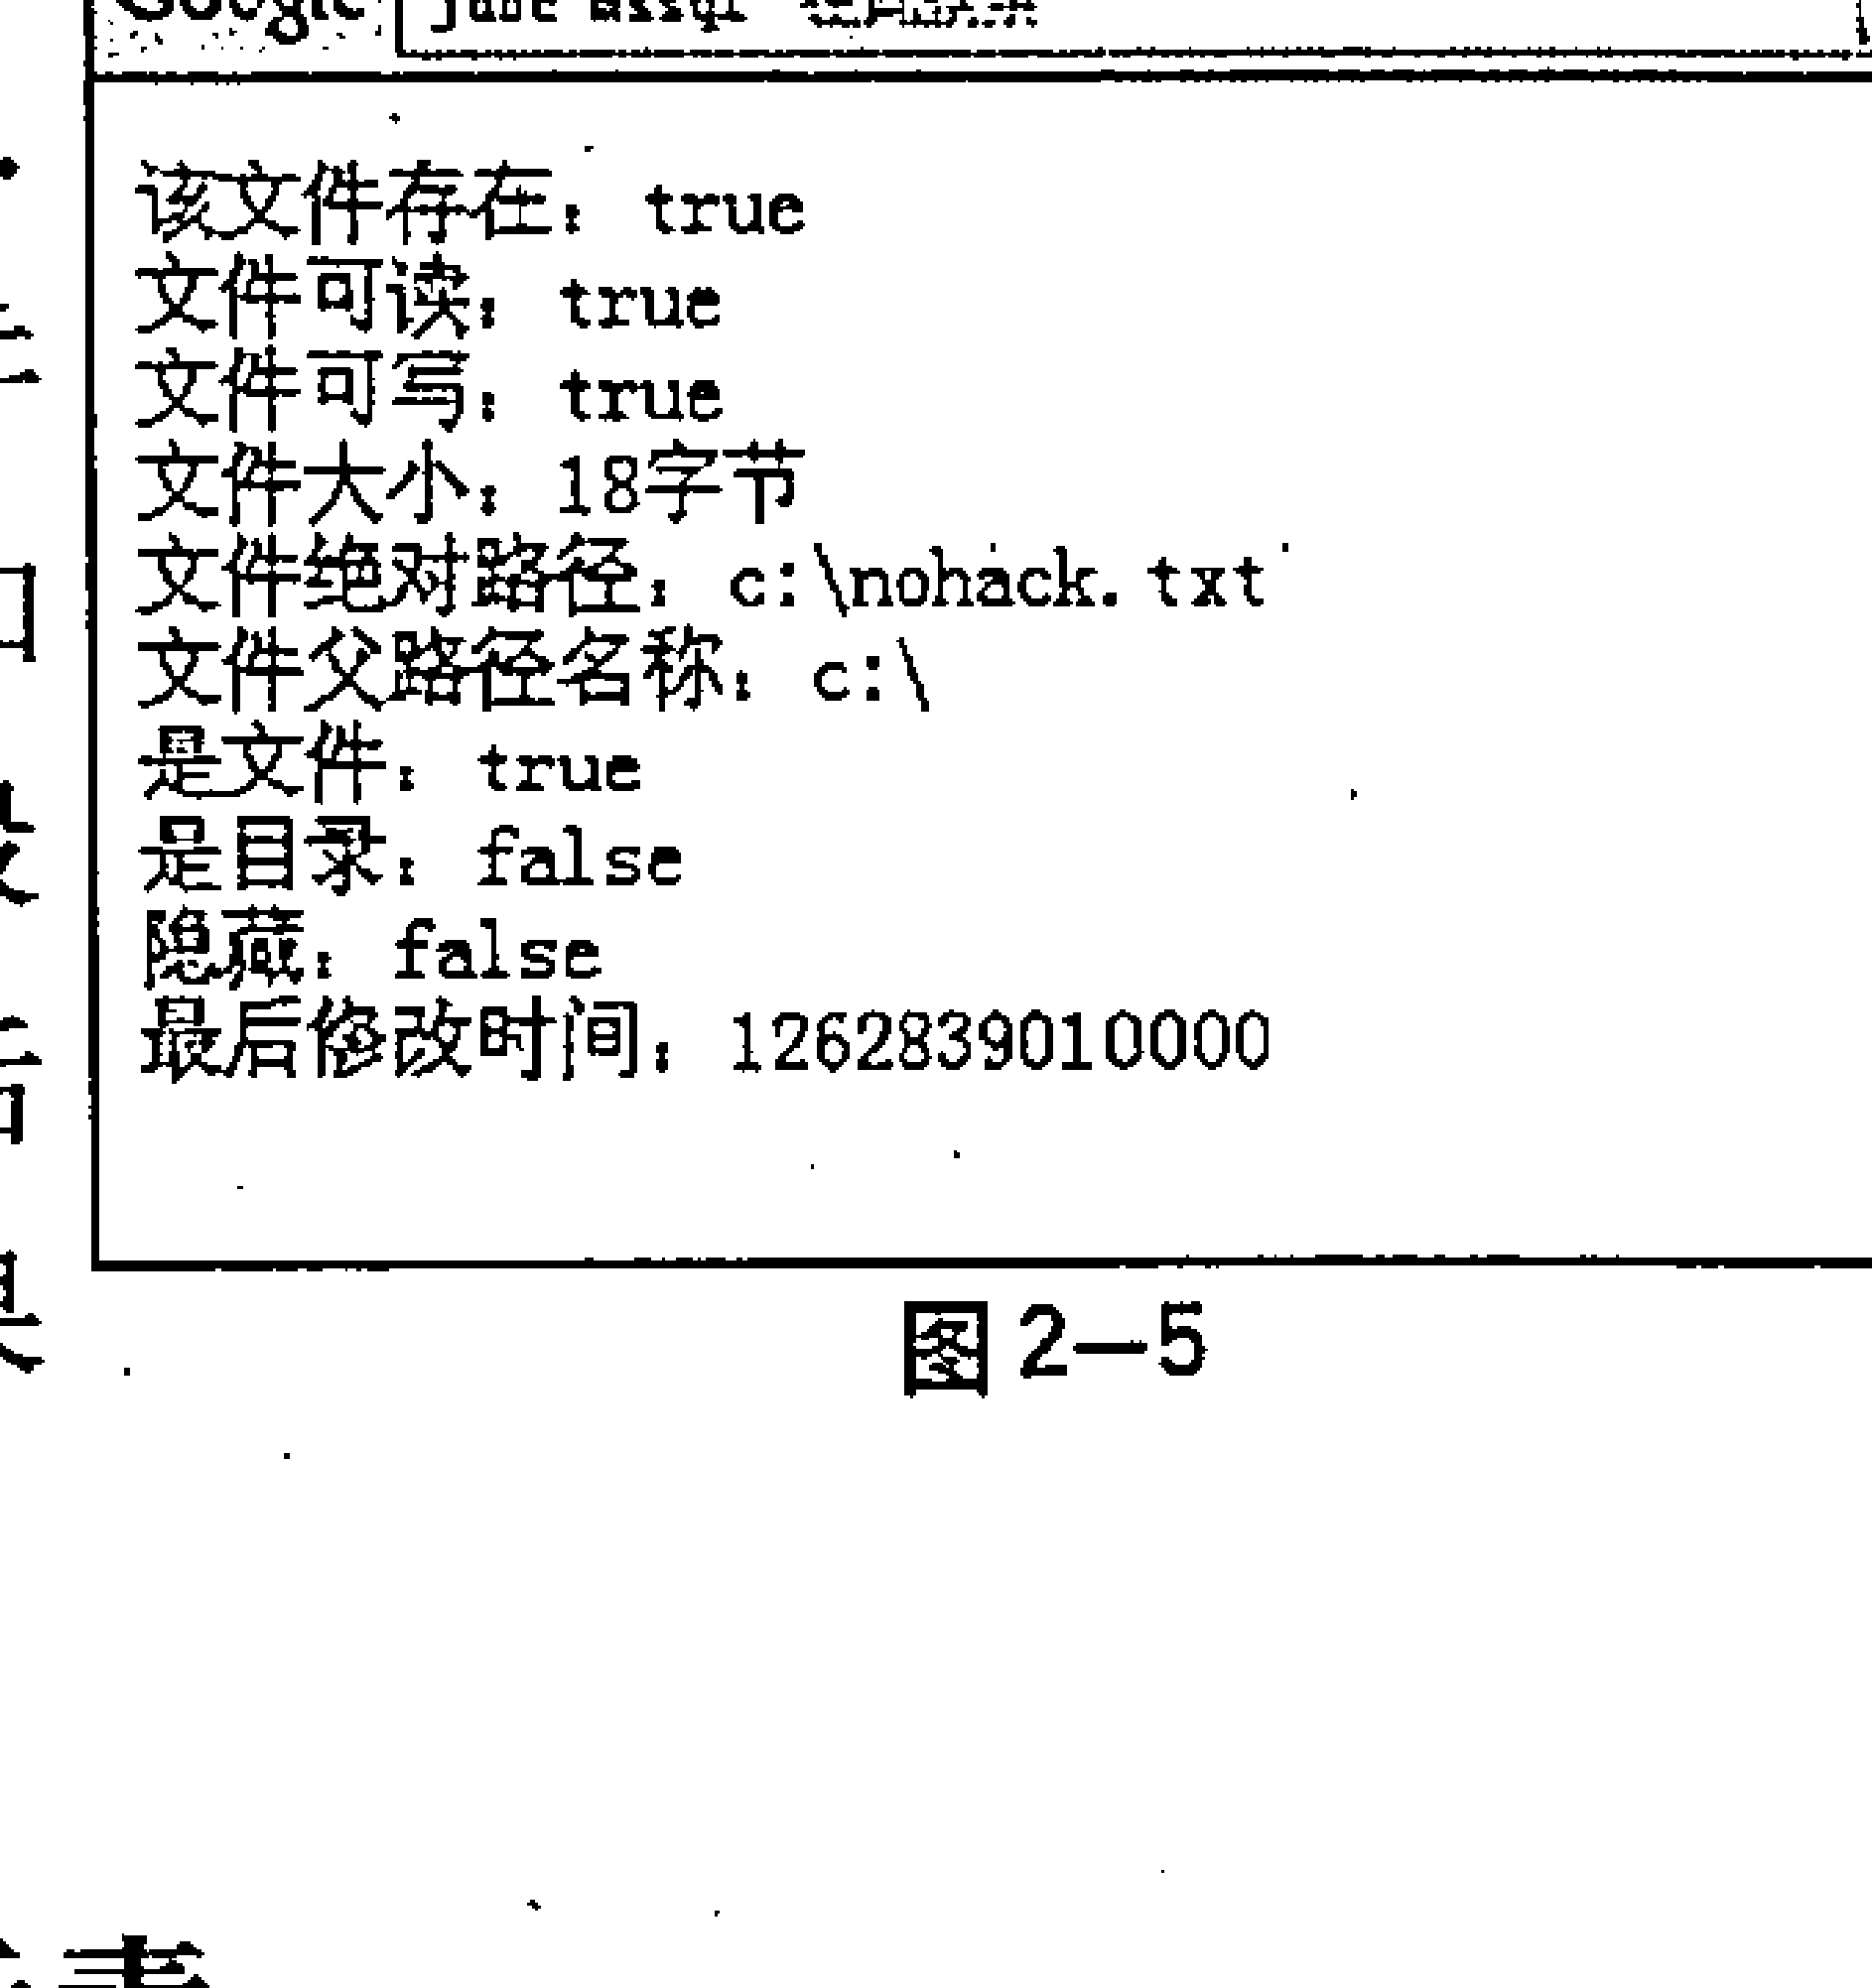 Google jdbc mssql
该文件存在: true
文件可读: true
文件可写: true
文件大小: 18字节
文件绝对路径: c:\nohack.txt
文件父路径名称: c:\
是文件: true
是目录: false
隐藏: false
最后修改时间: 1262839010000
图2—5